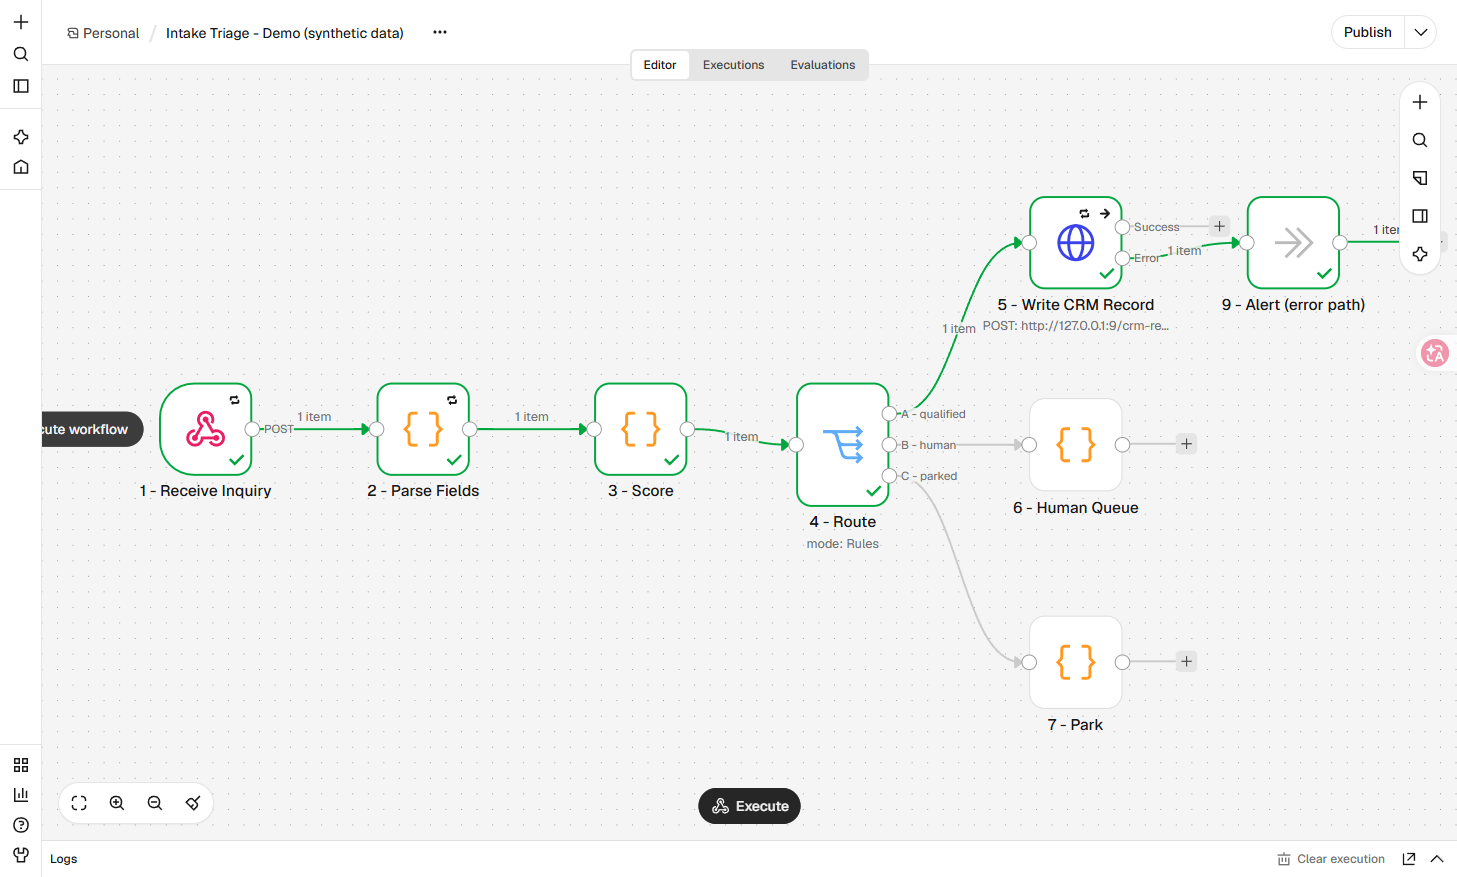 Personal / Intake Triage - Demo (synthetic data) ...
Publish
Editor Executions Evaluations
Success
Error
1 item
1 item
5 - Write CRM Record
POST: http://127.0.0.1:9/crm-re...
9 - Alert (error path)
1 item
cute workflow
POST
1 item
1 item
1 item
A - qualified
B - human
C - parked
1 - Receive Inquiry
2 - Parse Fields
3 - Score
4 - Route
mode: Rules
6 - Human Queue
7 - Park
Execute
Logs
Clear execution